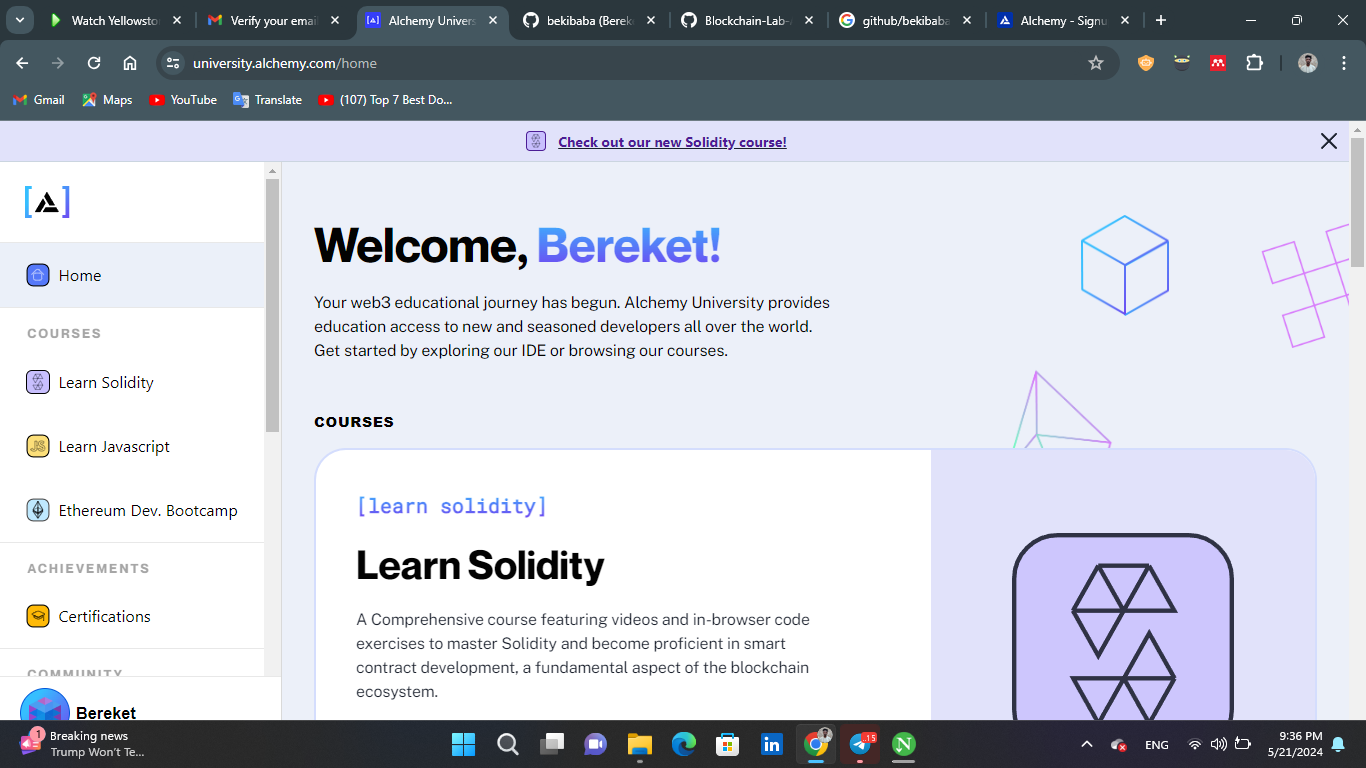 Watch Yellowsto
Verify your emai
Alchemy Univers
bekibaba (Berek
Blockchain-Lab-
github/bekibaba
Alchemy - Signu
university.alchemy.com/home
Gmail
Maps
YouTube
Translate
(107) Top 7 Best Do...
Check out our new Solidity course!
Home
COURSES
Learn Solidity
JS
Learn Javascript
Ethereum Dev. Bootcamp
ACHIEVEMENTS
Certifications
COMMUNITY
Bereket
Welcome, Bereket!
Your web3 educational journey has begun. Alchemy University provides
education access to new and seasoned developers all over the world.
Get started by exploring our IDE or browsing our courses.
COURSES
[learn solidity]
Learn Solidity
A Comprehensive course featuring videos and in-browser code
exercises to master Solidity and become proficient in smart
contract development, a fundamental aspect of the blockchain
ecosystem.
1
Breaking news
Trump Won't Te...
15
N
ENG
9:36 PM
5/21/2024